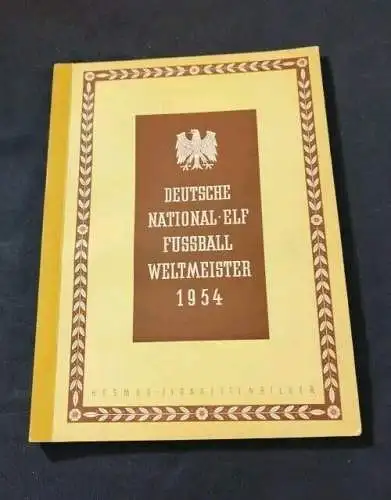 DEUTSCHE
NATIONAL-ELF
FUSSBALL
WELTMEISTER
1954